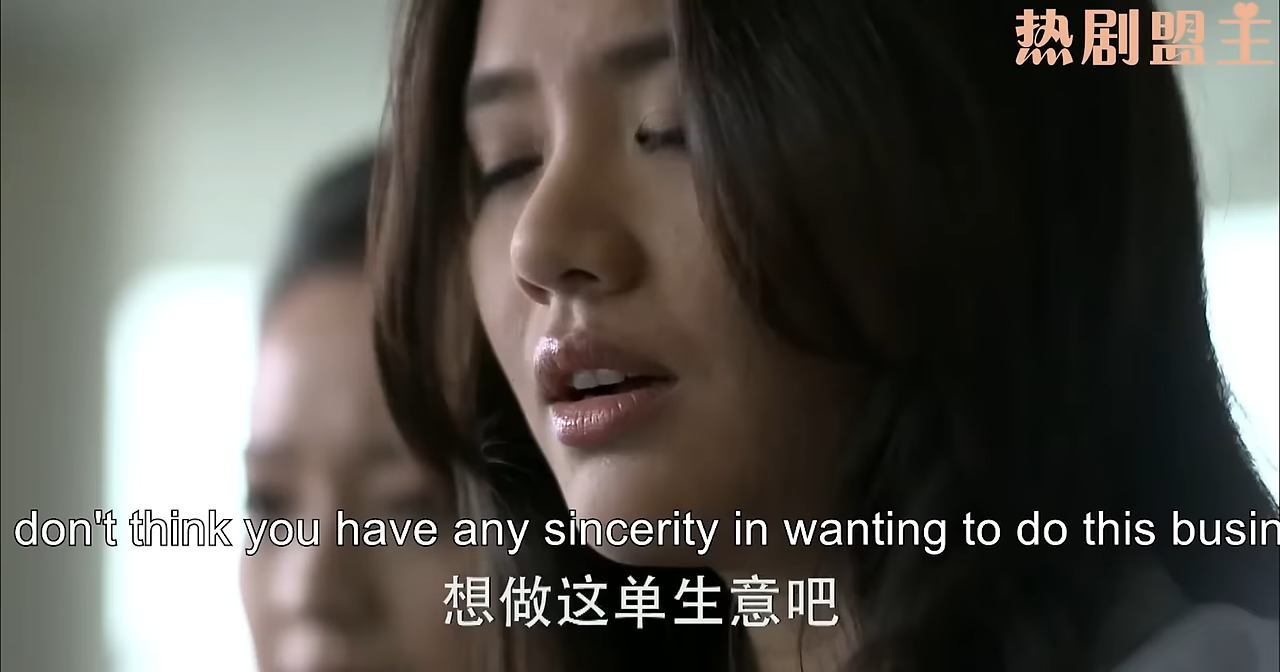 热剧盟主
don't think you have any sincerity in wanting to do this busin
想做这单生意吧